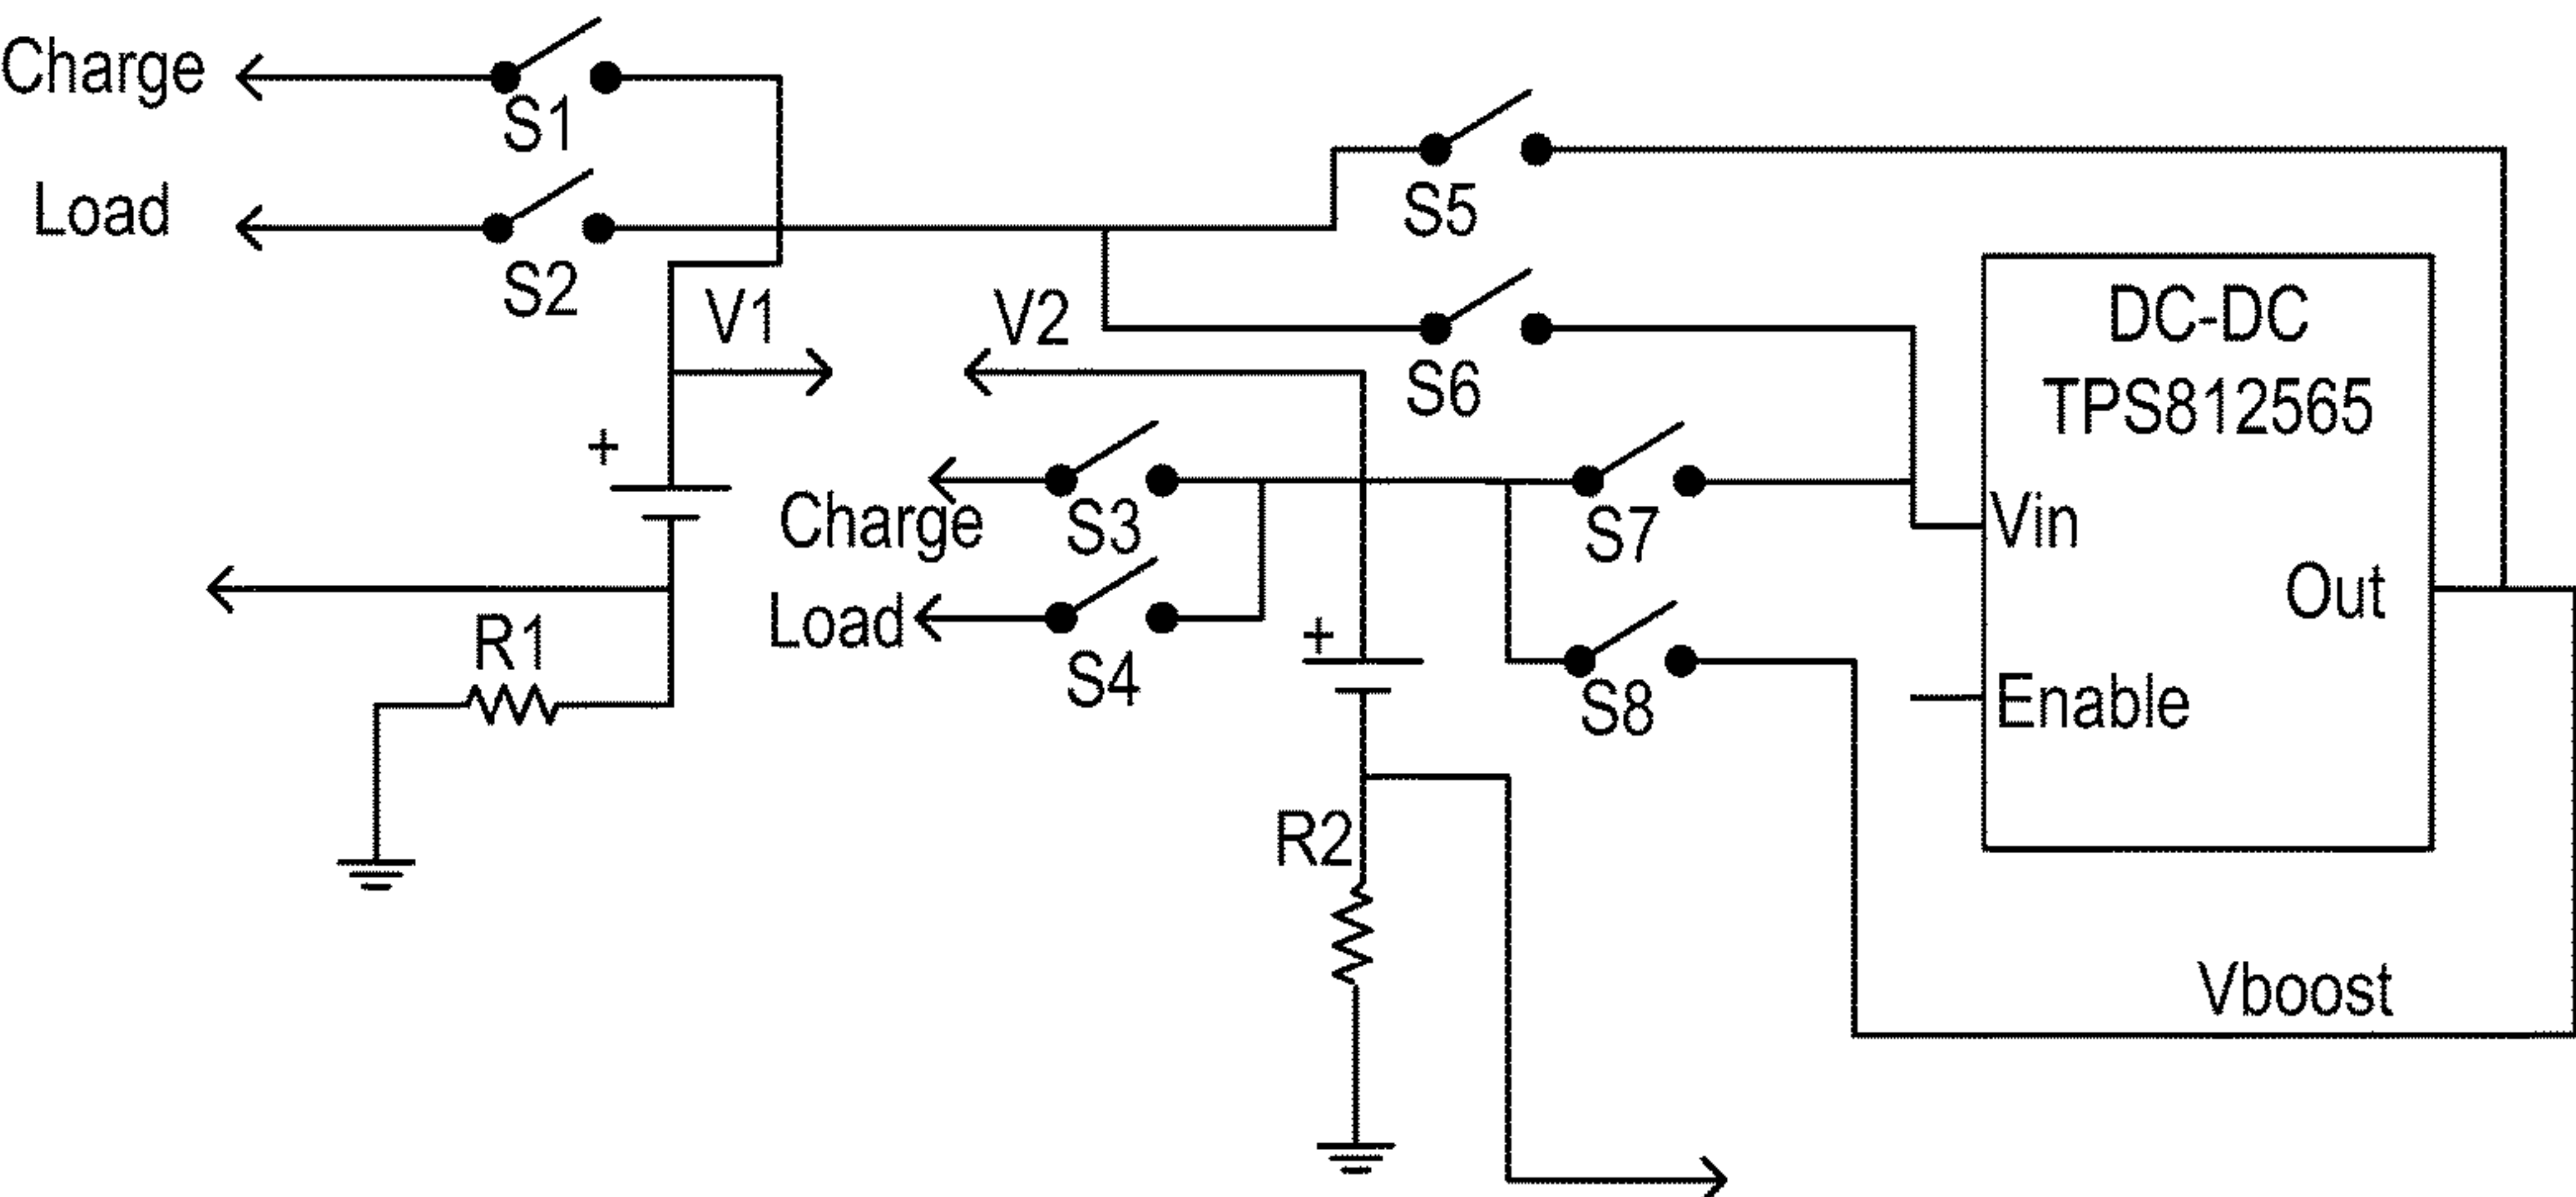 Charge
S1
Load
S2
S5
V1
V2
S6
DC-DC
TPS812565
+
Charge
S3
S7
Vin
Load
S4
+
S8
Out
Enable
R1
R2
Vboost